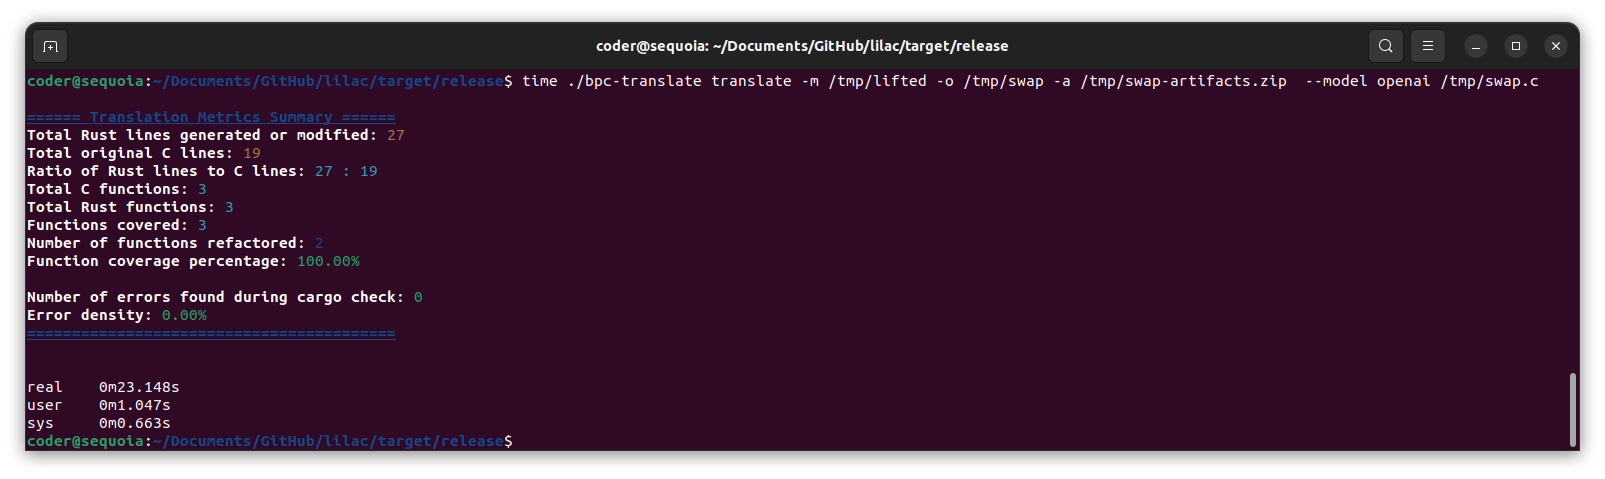 coder@sequoia: ~/Documents/GitHub/lilac/target/release
coder@sequoia:~/Documents/GitHub/lilac/target/release$ time ./bpc-translate translate -m /tmp/lifted -o /tmp/swap -a /tmp/swap-artifacts.zip  --model openai /tmp/swap.c
====== Translation Metrics Summary ======
Total Rust lines generated or modified: 27
Total original C lines: 19
Ratio of Rust lines to C lines: 27 : 19
Total C functions: 3
Total Rust functions: 3
Functions covered: 3
Number of functions refactored: 2
Function coverage percentage: 100.00%
Number of errors found during cargo check: 0
Error density: 0.00%
=========================================
real    0m23.148s
user    0m1.047s
sys     0m0.663s
coder@sequoia:~/Documents/GitHub/lilac/target/release$